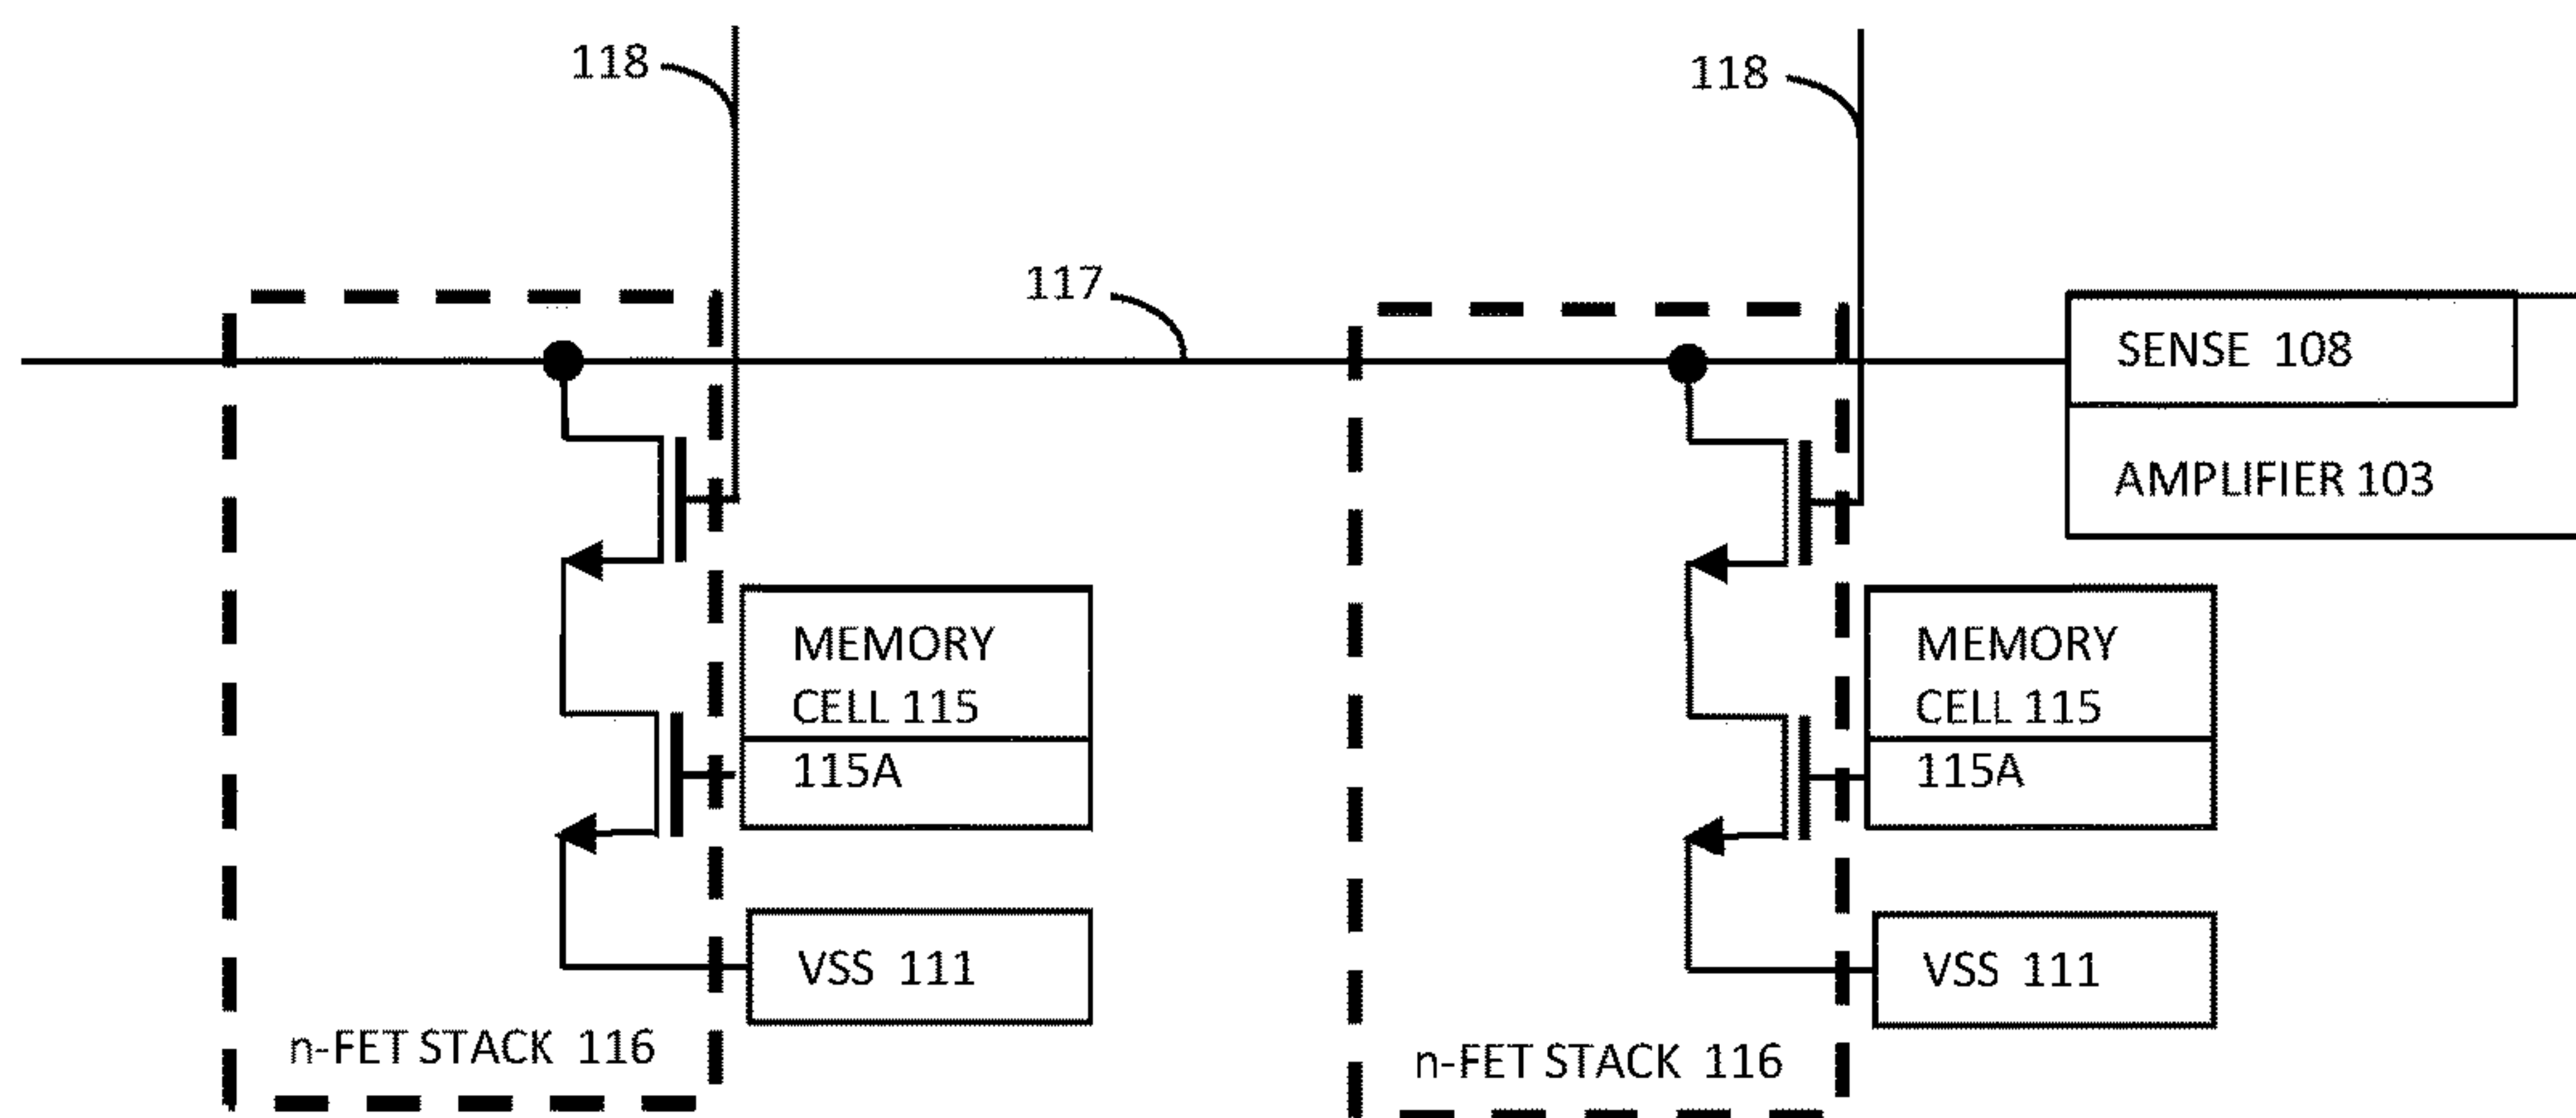 118
118
117
SENSE 108
AMPLIFIER 103
MEMORY
CELL 115
115A
MEMORY
CELL 115
115A
VSS 111
VSS 111
n-FET STACK 116
n-FET STACK 116